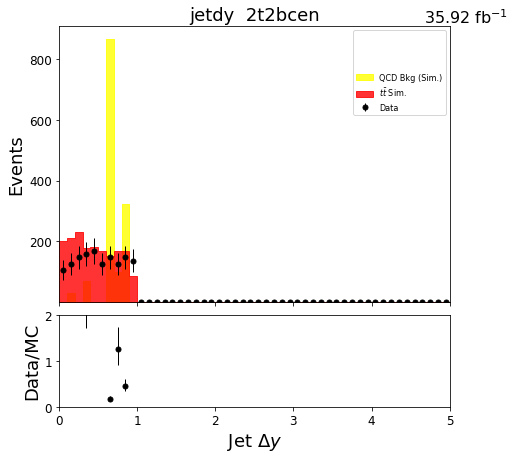 jetdy 2t2bcen
35.92 fb⁻¹
800
600
400
200
Events
QCD Bkg (Sim.)
tt̄ Sim.
Data
2
1
0
Data/MC
0 1 2 3 4 5
Jet Δy